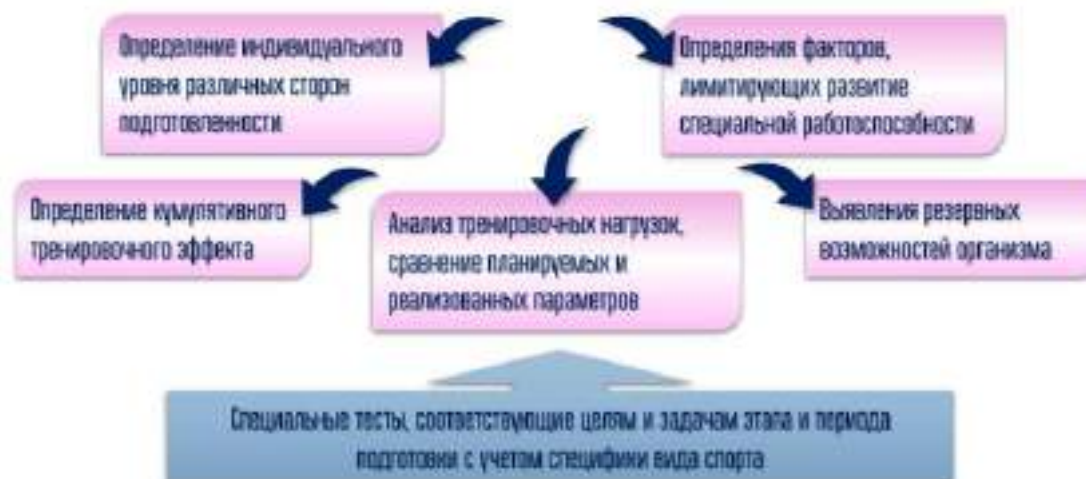 Определение индивидуального
уровня различных сторон
подготовленности
Определения факторов,
лимитирующих развитие
специальной работоспособности
Определение кумулятивного
тренировочного эффекта
Анализ тренировочных нагрузок,
сравнение планируемых и
реализованных параметров
Выявления резервных
возможностей организма
Специальные тесты, соответствующие целям и задачам этапа и периода
подготовки с учетом специфики вида спорта